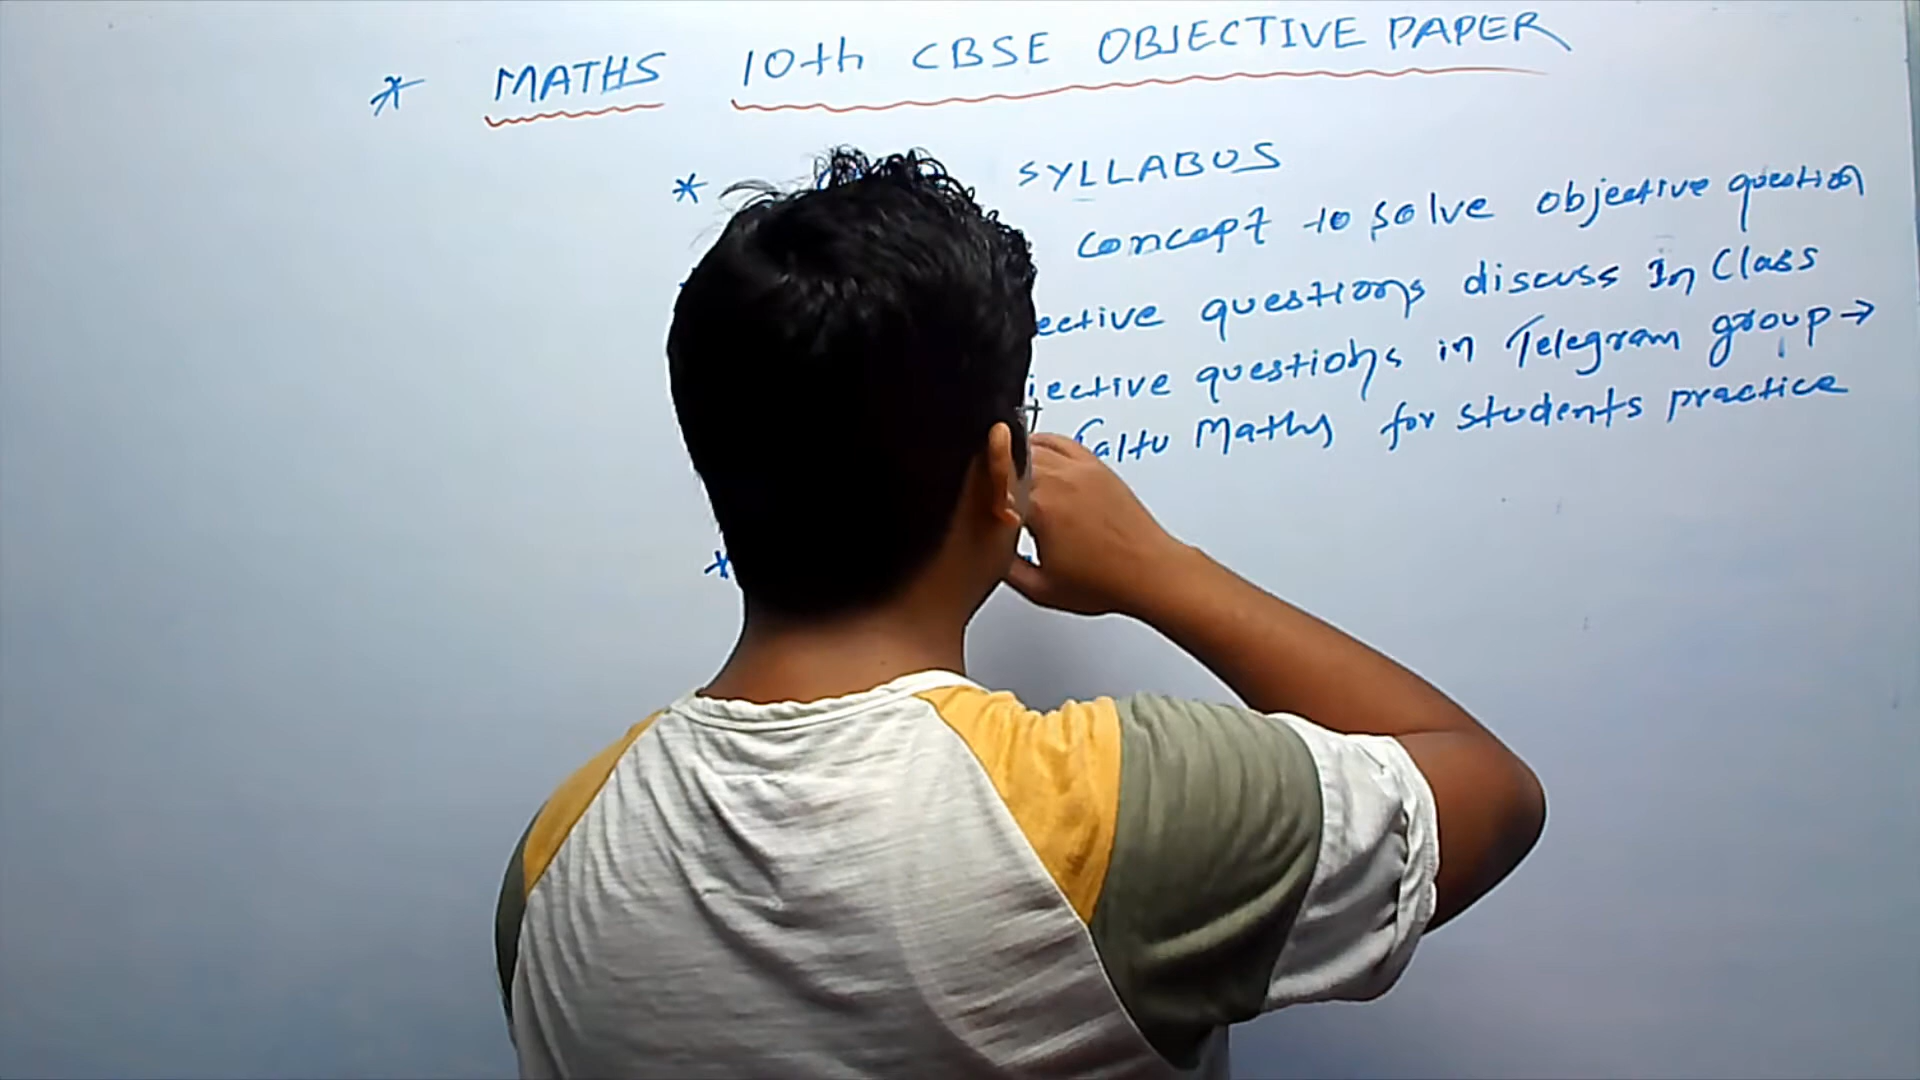 * MATHS 10th CBSE OBJECTIVE PAPER
* SYLLABUS
concept to solve objective question
ective questions discuss In Class
jective questions in Telegram group →
Maths for students practice
*